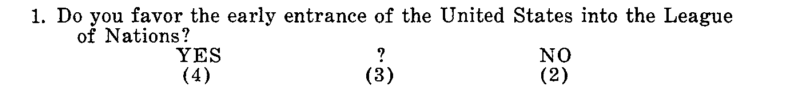 1. Do you favor the early entrance of the United States into the League
of Nations?
YES ? NO
(4) (3) (2)